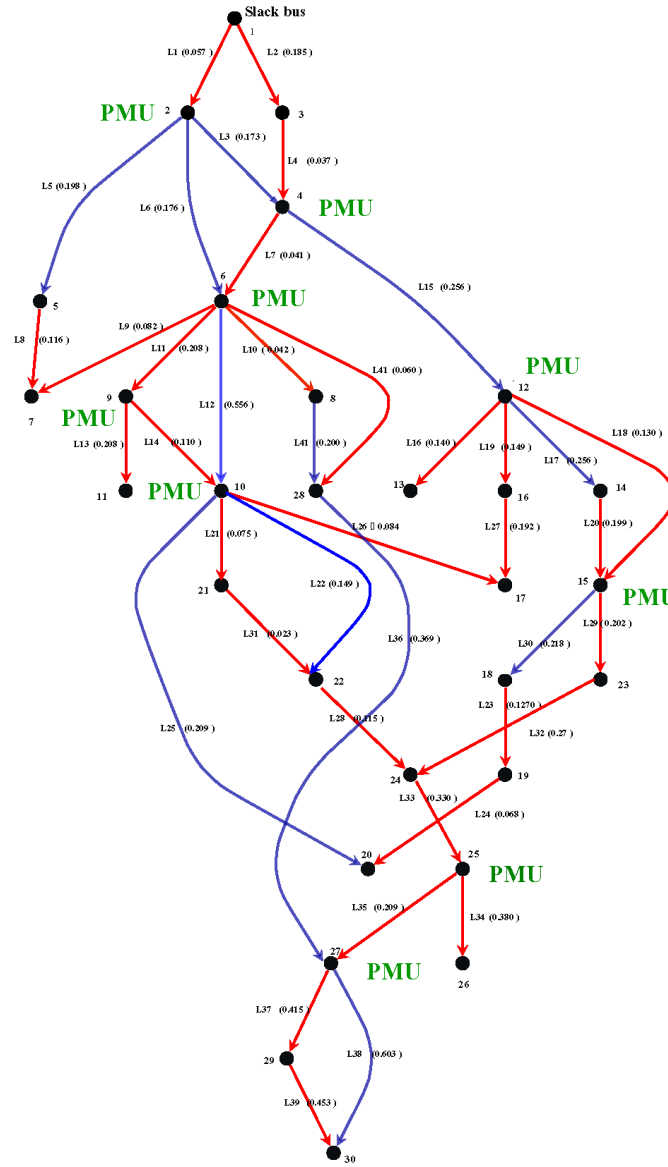 Slack bus
1
L1 (0.057 )
L2 (0.185)
PMU
2
L3 (0.173)
3
L4 (0.037)
L5 (0.198)
L6 (0.176)
4
PMU
L7 (0.041)
6
PMU
L15 (0.256)
5
L8 (0.116)
L9 (0.082)
L11 (0.208)
L10 ( 0.042)
L41 (0.060)
12
PMU
7
9
PMU
L12 (0.556)
8
L18 (0.130)
L13 (0.208)
L14 (0.110)
L41 (0.200)
L16 (0.140)
L19 (0.149)
L17 (0.256)
11
PMU
10
28
13
16
14
L26 0.084
L27 (0.192)
L20 (0.199)
L21 (0.075)
21
L22 (0.149)
17
15
PMU
L31 (0.023)
L36 (0.369)
L30 (0.218)
L29 (0.202)
22
18
23
L25 (0.209)
L28 (0.115)
L23 (0.1270)
L32 (0.27)
24
19
L33 (0.330)
L24 (0.068)
20
25
PMU
L35 (0.209)
L34 (0.380)
27
PMU
26
L37 (0.415)
L38 (0.603)
29
L39 (0.453)
30